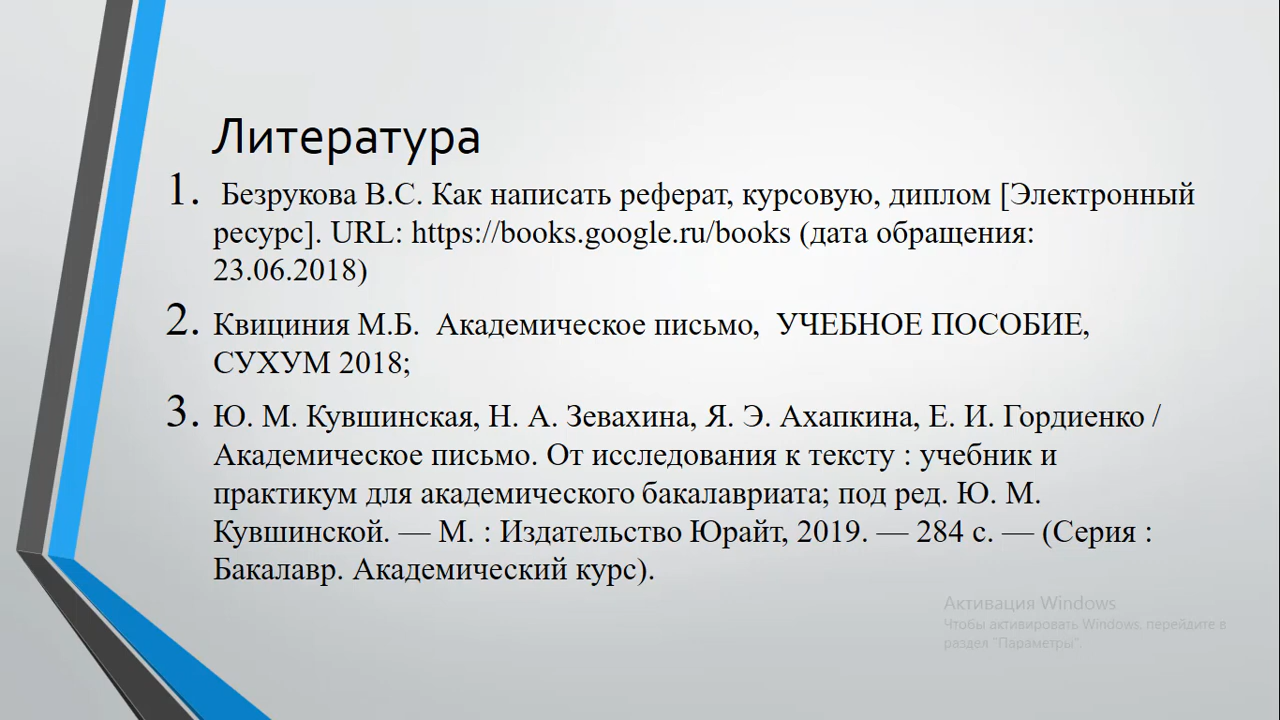 Литература
1. Безрукова В.С. Как написать реферат, курсовую, диплом [Электронный
ресурс]. URL: https://books.google.ru/books (дата обращения:
23.06.2018)
2. Квициния М.Б. Академическое письмо, УЧЕБНОЕ ПОСОБИЕ,
СУХУМ 2018;
3. Ю. М. Кувшинская, Н. А. Зевахина, Я. Э. Ахапкина, Е. И. Гордиенко /
Академическое письмо. От исследования к тексту : учебник и
практикум для академического бакалавриата; под ред. Ю. М.
Кувшинской. — М. : Издательство Юрайт, 2019. — 284 с. — (Серия :
Бакалавр. Академический курс).
Активация Windows
Чтобы активировать Windows, перейдите в
раздел "Параметры".